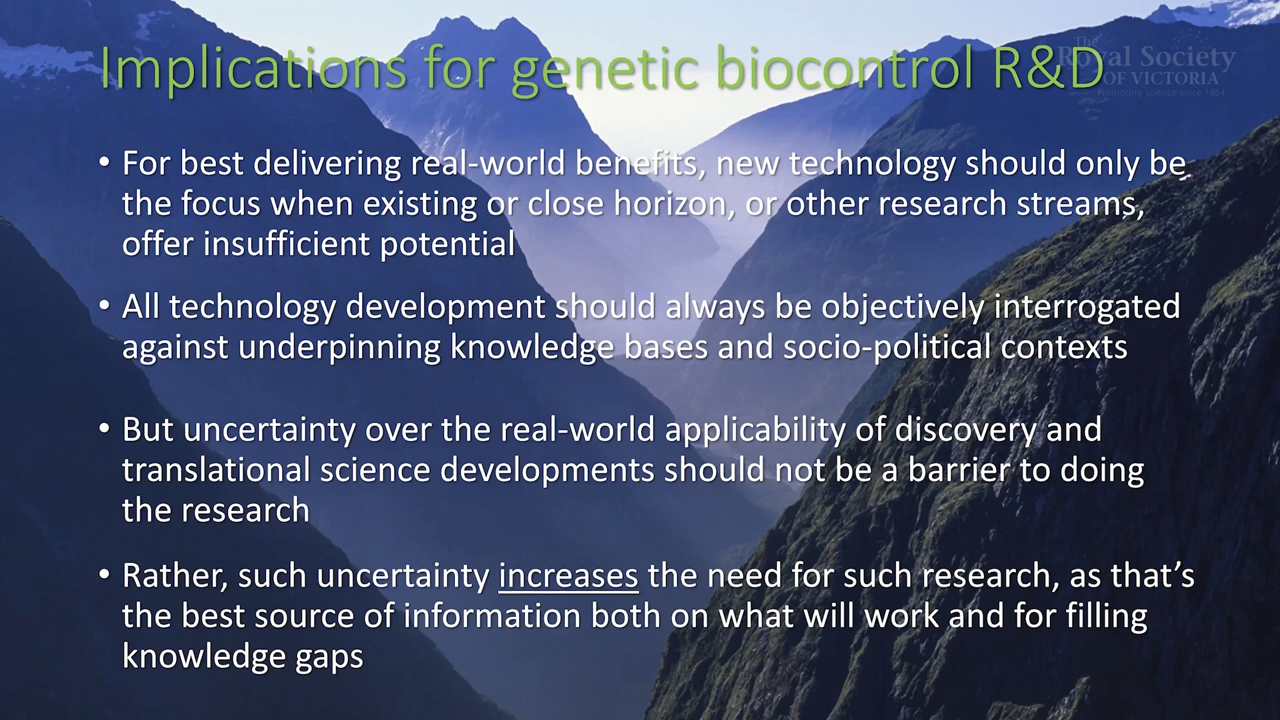 Implications for genetic biocontrol R&D
The
Royal Society
OF VICTORIA
Promoting science since 1854
• For best delivering real-world benefits, new technology should only be
the focus when existing or close horizon, or other research streams,
offer insufficient potential
• All technology development should always be objectively interrogated
against underpinning knowledge bases and socio-political contexts
• But uncertainty over the real-world applicability of discovery and
translational science developments should not be a barrier to doing
the research
• Rather, such uncertainty increases the need for such research, as that’s
the best source of information both on what will work and for filling
knowledge gaps